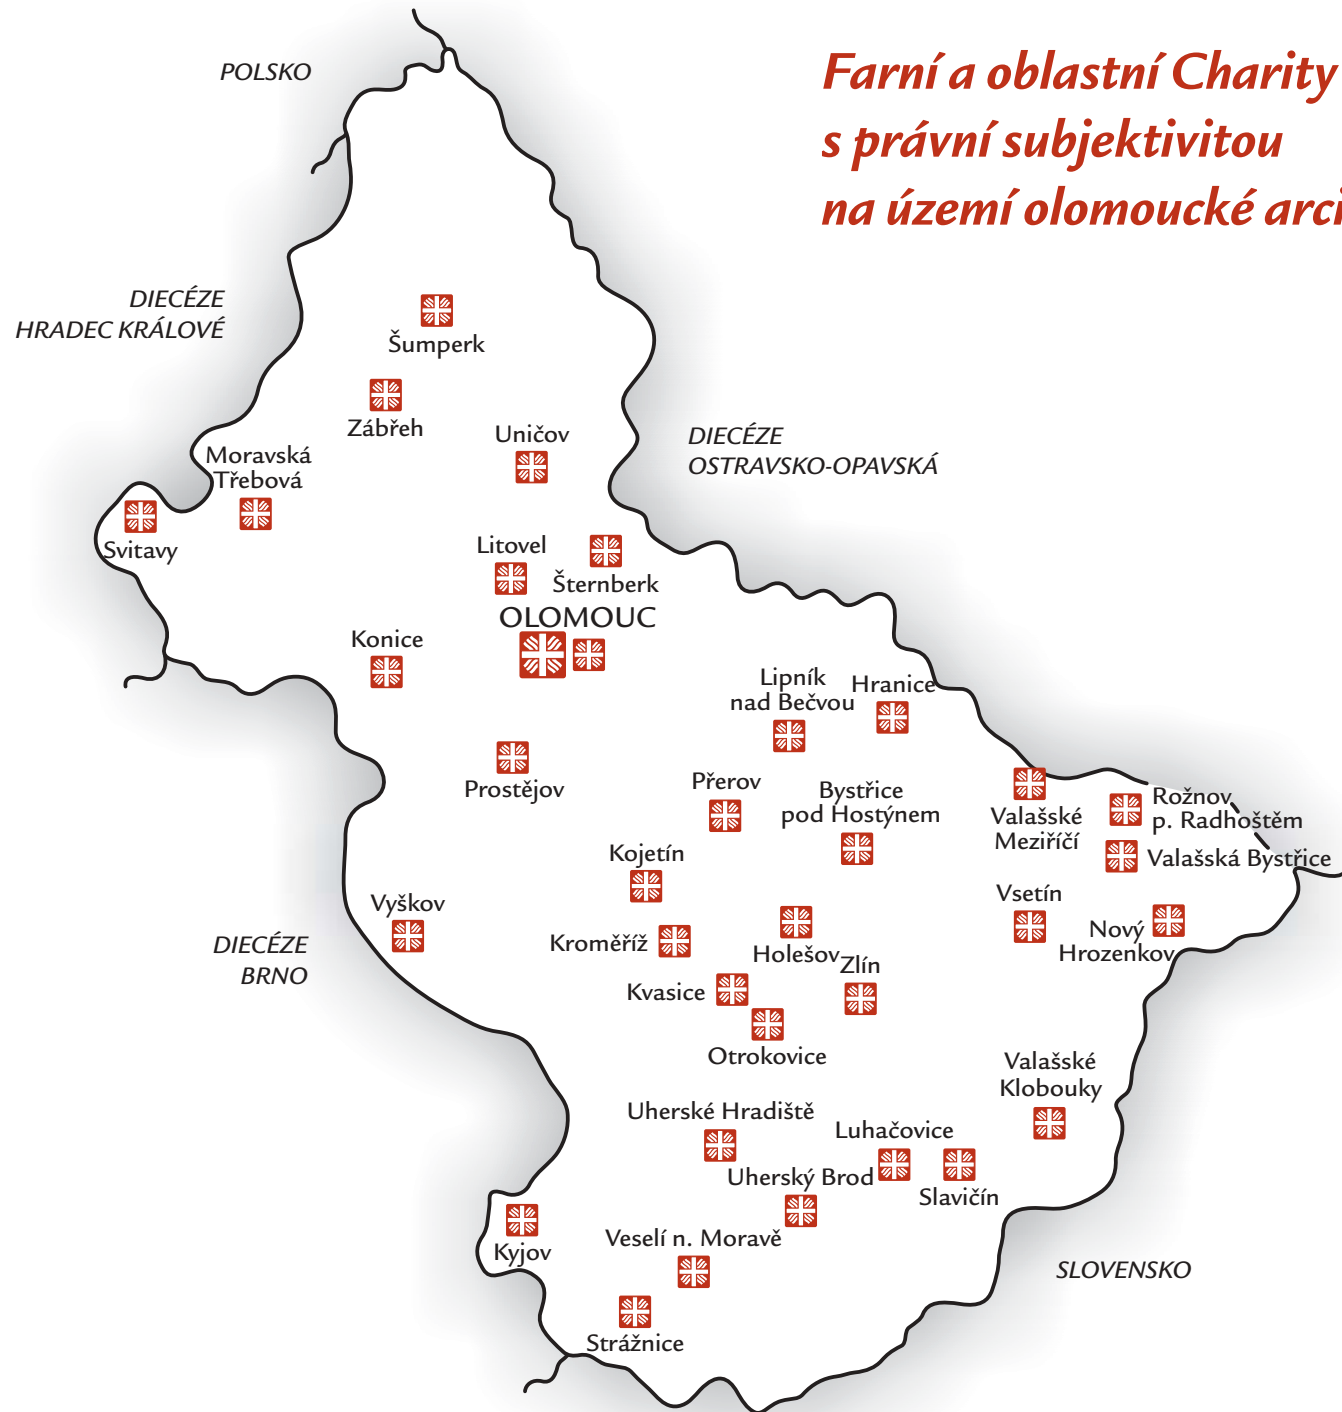 Farní a oblastní Charity
s právní subjektivitou
na území olomoucké arci
POLSKO
DIECÉZE
HRADEC KRÁLOVÉ
Šumperk
Zábřeh
Uničov
DIECÉZE
OSTRAVSKO-OPAVSKÁ
Moravská
Třebová
Svitavy
Litovel
Šternberk
OLOMOUC
Konice
Lipník
nad Bečvou
Hranice
Prostějov
Přerov
Bystřice
pod Hostýnem
Valašské
Meziříčí
Rožnov
p. Radhoštěm
Valašská Bystřice
Kojetín
Vyškov
Vsetín
Nový
Hrozenkov
DIECÉZE
BRNO
Kroměříž
Holešov
Zlín
Kvasice
Otrokovice
Valašské
Klobouky
Uherské Hradiště
Luhačovice
Uherský Brod
Slavičín
Kyjov
Veselí n. Moravě
SLOVENSKO
Strážnice